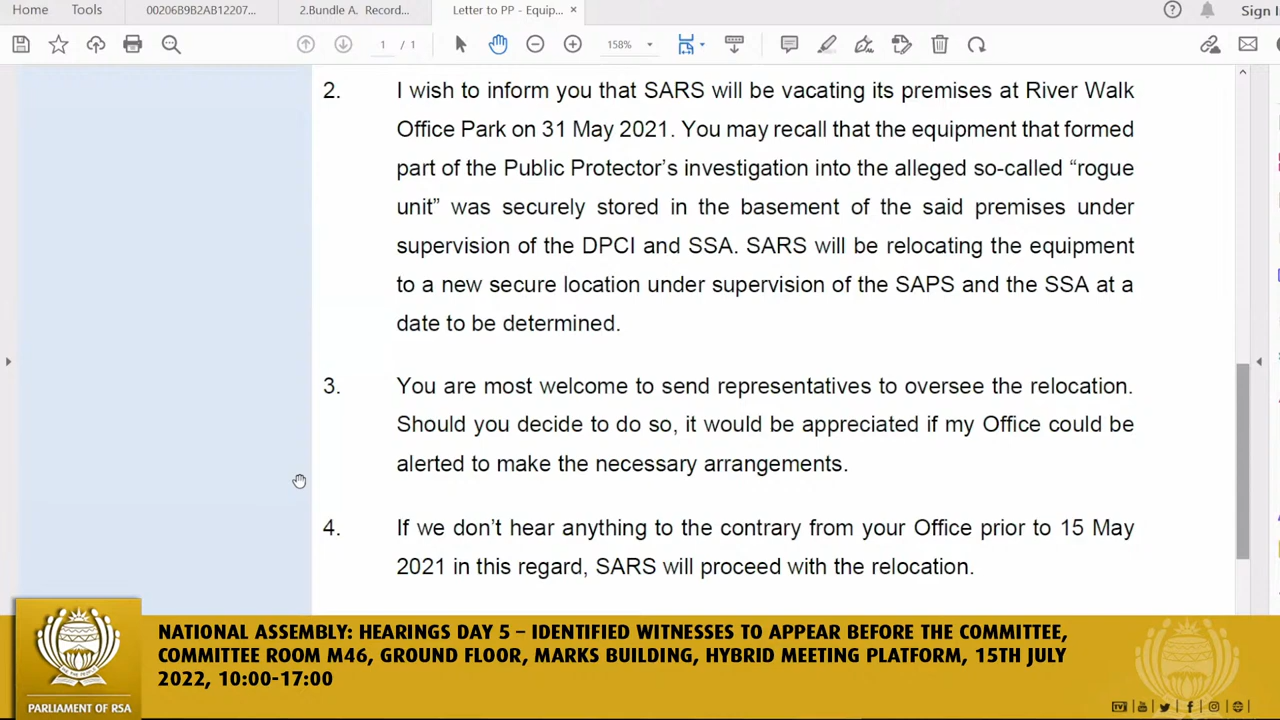 Home Tools 00206B9B2AB12207... 2.Bundle A. Record... Letter to PP - Equip... × Sign I
1 / 1 158%
2. I wish to inform you that SARS will be vacating its premises at River Walk
Office Park on 31 May 2021. You may recall that the equipment that formed
part of the Public Protector’s investigation into the alleged so-called “rogue
unit” was securely stored in the basement of the said premises under
supervision of the DPCI and SSA. SARS will be relocating the equipment
to a new secure location under supervision of the SAPS and the SSA at a
date to be determined.
3. You are most welcome to send representatives to oversee the relocation.
Should you decide to do so, it would be appreciated if my Office could be
alerted to make the necessary arrangements.
4. If we don’t hear anything to the contrary from your Office prior to 15 May
2021 in this regard, SARS will proceed with the relocation.
NATIONAL ASSEMBLY: HEARINGS DAY 5 – IDENTIFIED WITNESSES TO APPEAR BEFORE THE COMMITTEE,
COMMITTEE ROOM M46, GROUND FLOOR, MARKS BUILDING, HYBRID MEETING PLATFORM, 15TH JULY
2022, 10:00-17:00
PARLIAMENT OF RSA